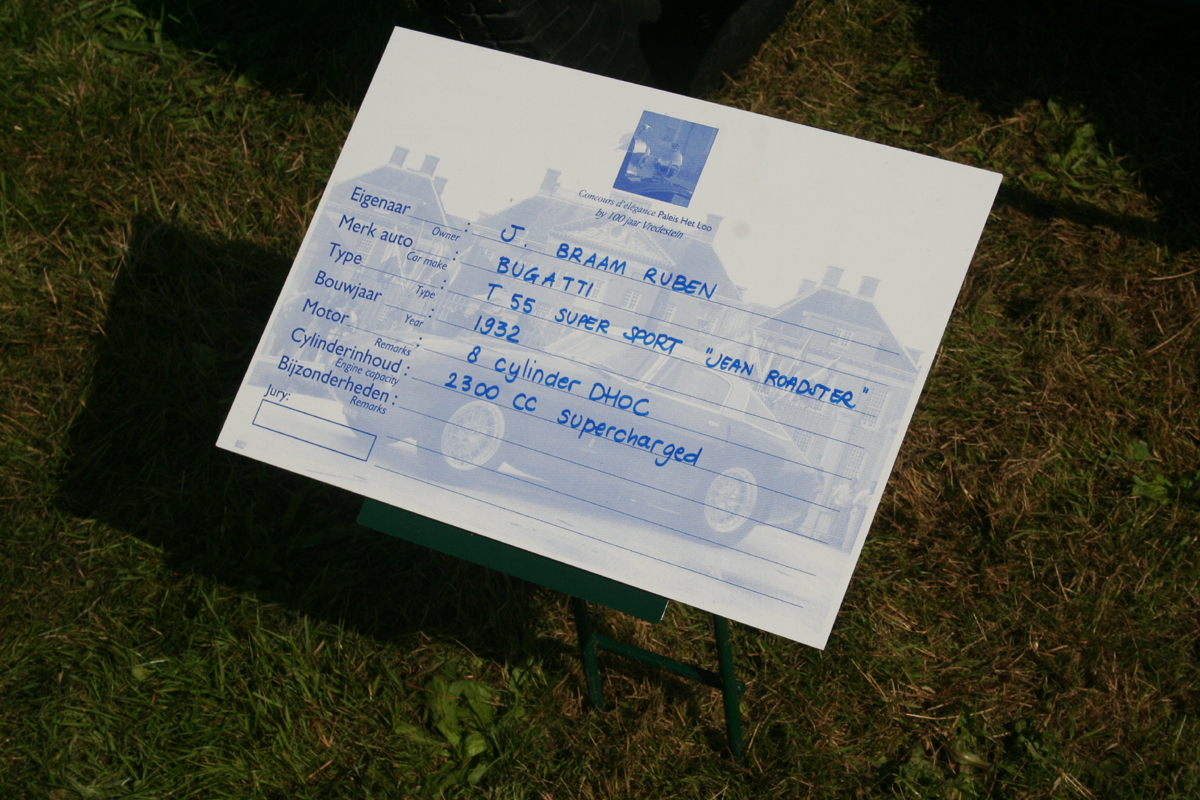 Concours d'élégance Paleis Het Loo
by 100 jaar Vredestein
Eigenaar Owner : J. BRAAM RUBEN
Merk auto Car make : BUGATTI
Type Type : T 55 SUPER SPORT "JEAN ROADSTER"
Bouwjaar Year : 1932
Motor Remarks : 8 cylinder DHOC
Cylinderinhoud : Engine capacity 2300 CC supercharged
Bijzonderheden : Remarks
Jury: